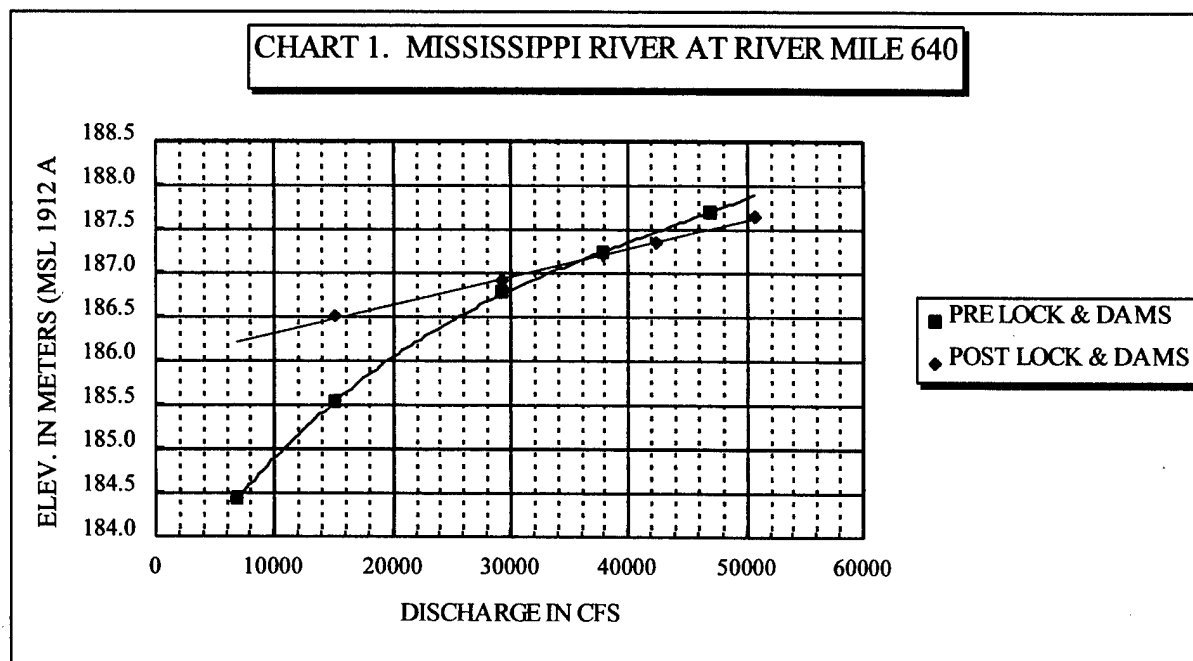 CHART 1. MISSISSIPPI RIVER AT RIVER MILE 640
ELEV. IN METERS (MSL 1912 A
188.5
188.0
187.5
187.0
186.5
186.0
185.5
185.0
184.5
184.0
0 10000 20000 30000 40000 50000 60000
DISCHARGE IN CFS
PRE LOCK & DAMS
POST LOCK & DAMS